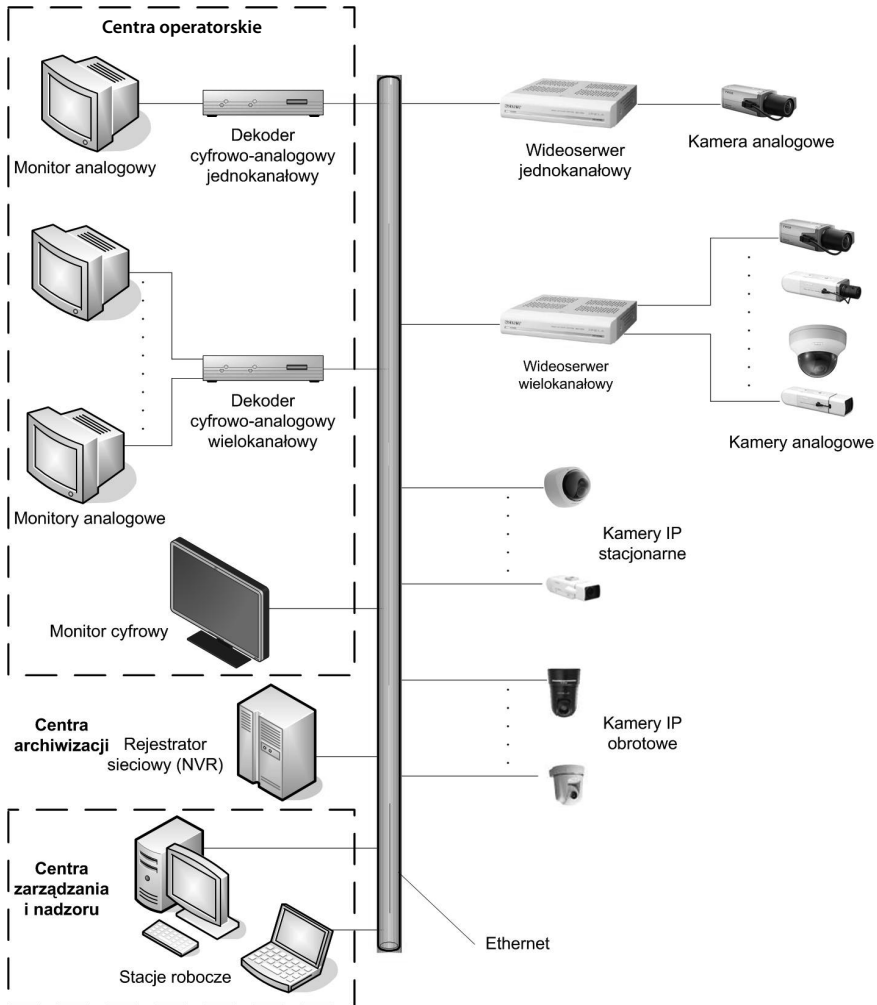 Centra operatorskie
Monitor analogowy
Dekoder
cyfrowo-analogowy
jednokanałowy
Wideoserwer
jednokanałowy
Kamera analogowe
Dekoder
cyfrowo-analogowy
wielokanałowy
Monitory analogowe
Wideoserwer
wielokanałowy
Kamery analogowe
Kamery IP
stacjonarne
Monitor cyfrowy
Centra
archiwizacji
Rejestrator
sieciowy (NVR)
Kamery IP
obrotowe
Centra
zarządzania
i nadzoru
Stacje robocze
Ethernet